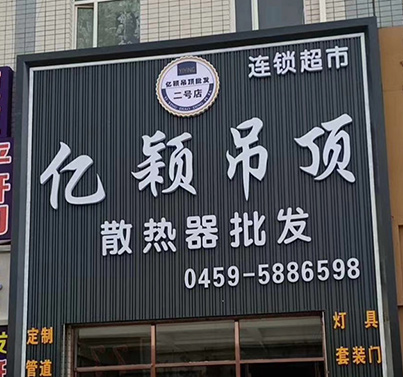 亿颖吊顶批发
二号店
连锁超市
亿颖吊顶
散热器批发
0459-5886598
定制
管道
灯具
套装门